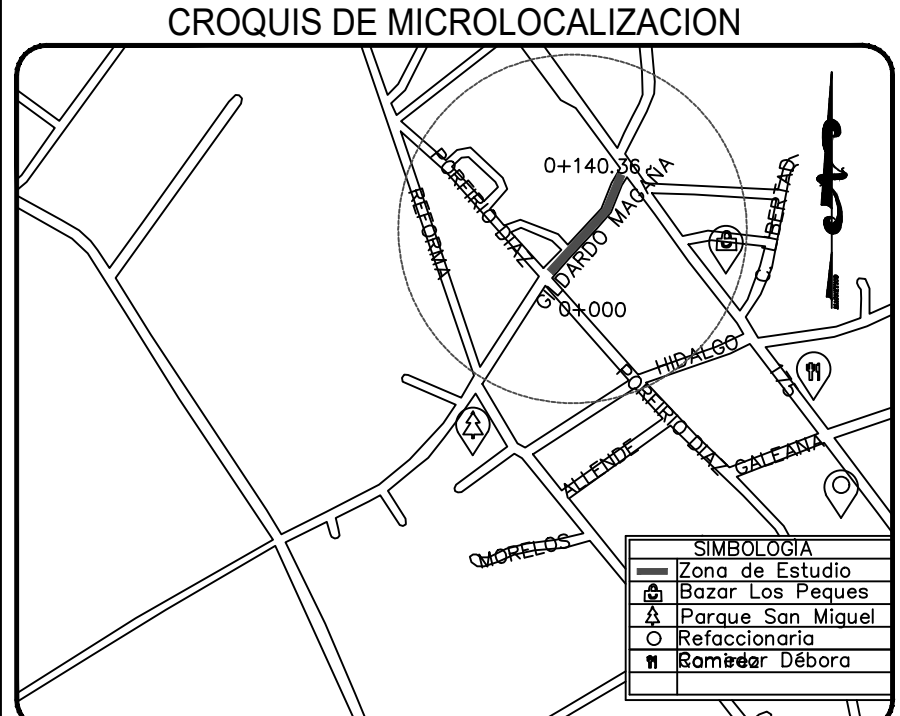 CROQUIS DE MICROLOCALIZACION
0+140.36
PORFIRIO DIAZ
REFORMA
GILDARDO MAGAÑA
C. LIBERTAD
0+000
HIDALGO
PORFIRIO DIAZ
ALLENDE
GALEANA
MORELOS
SIMBOLOGIA
Zona de Estudio
Bazar Los Peques
Parque San Miguel
Refaccionaria
Débora